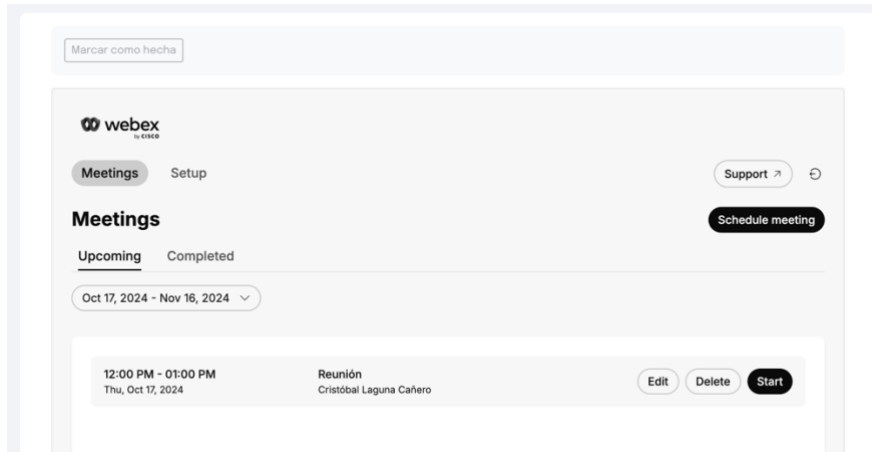 Marcar como hecha
webex
by CISCO
Meetings Setup Support
Meetings Schedule meeting
Upcoming Completed
Oct 17, 2024 - Nov 16, 2024
12:00 PM - 01:00 PM Reunión
Thu, Oct 17, 2024 Cristóbal Laguna Cañero
Edit Delete Start